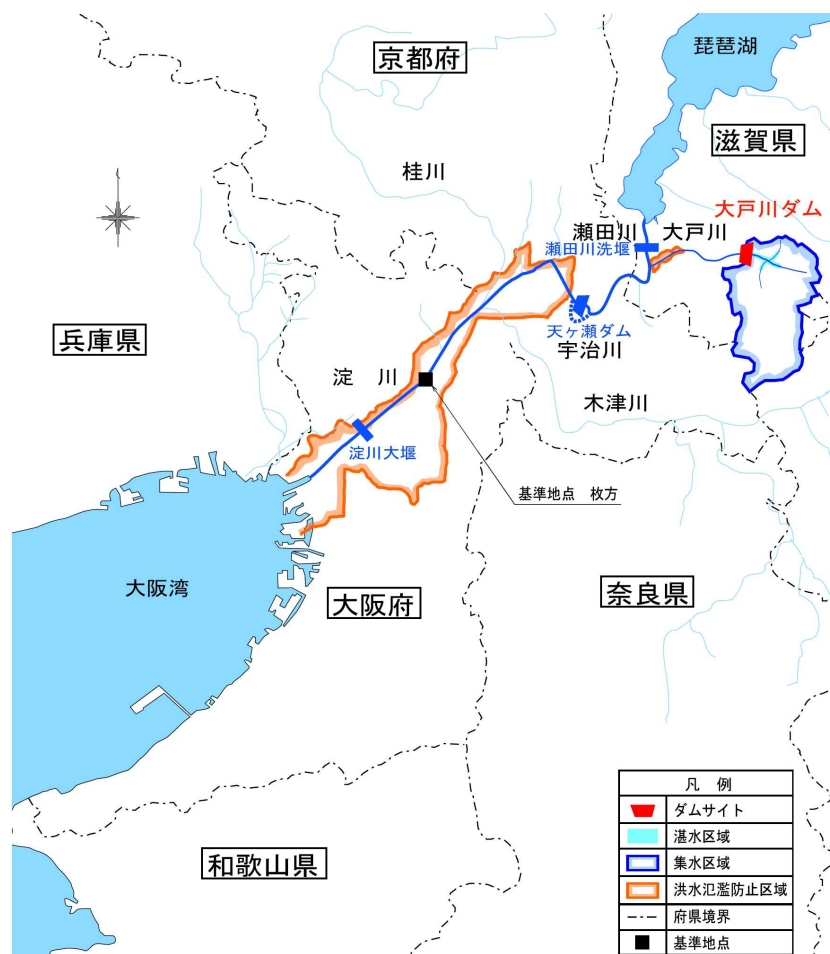 京都府
琵琶湖
滋賀県
桂川
大戸川ダム
瀬田川
大戸川
瀬田川洗堰
兵庫県
天ヶ瀬ダム
宇治川
淀 川
木津川
淀川大堰
基準地点 枚方
大阪湾
大阪府
奈良県
和歌山県
凡 例
ダムサイト
湛水区域
集水区域
洪水氾濫防止区域
府県境界
基準地点